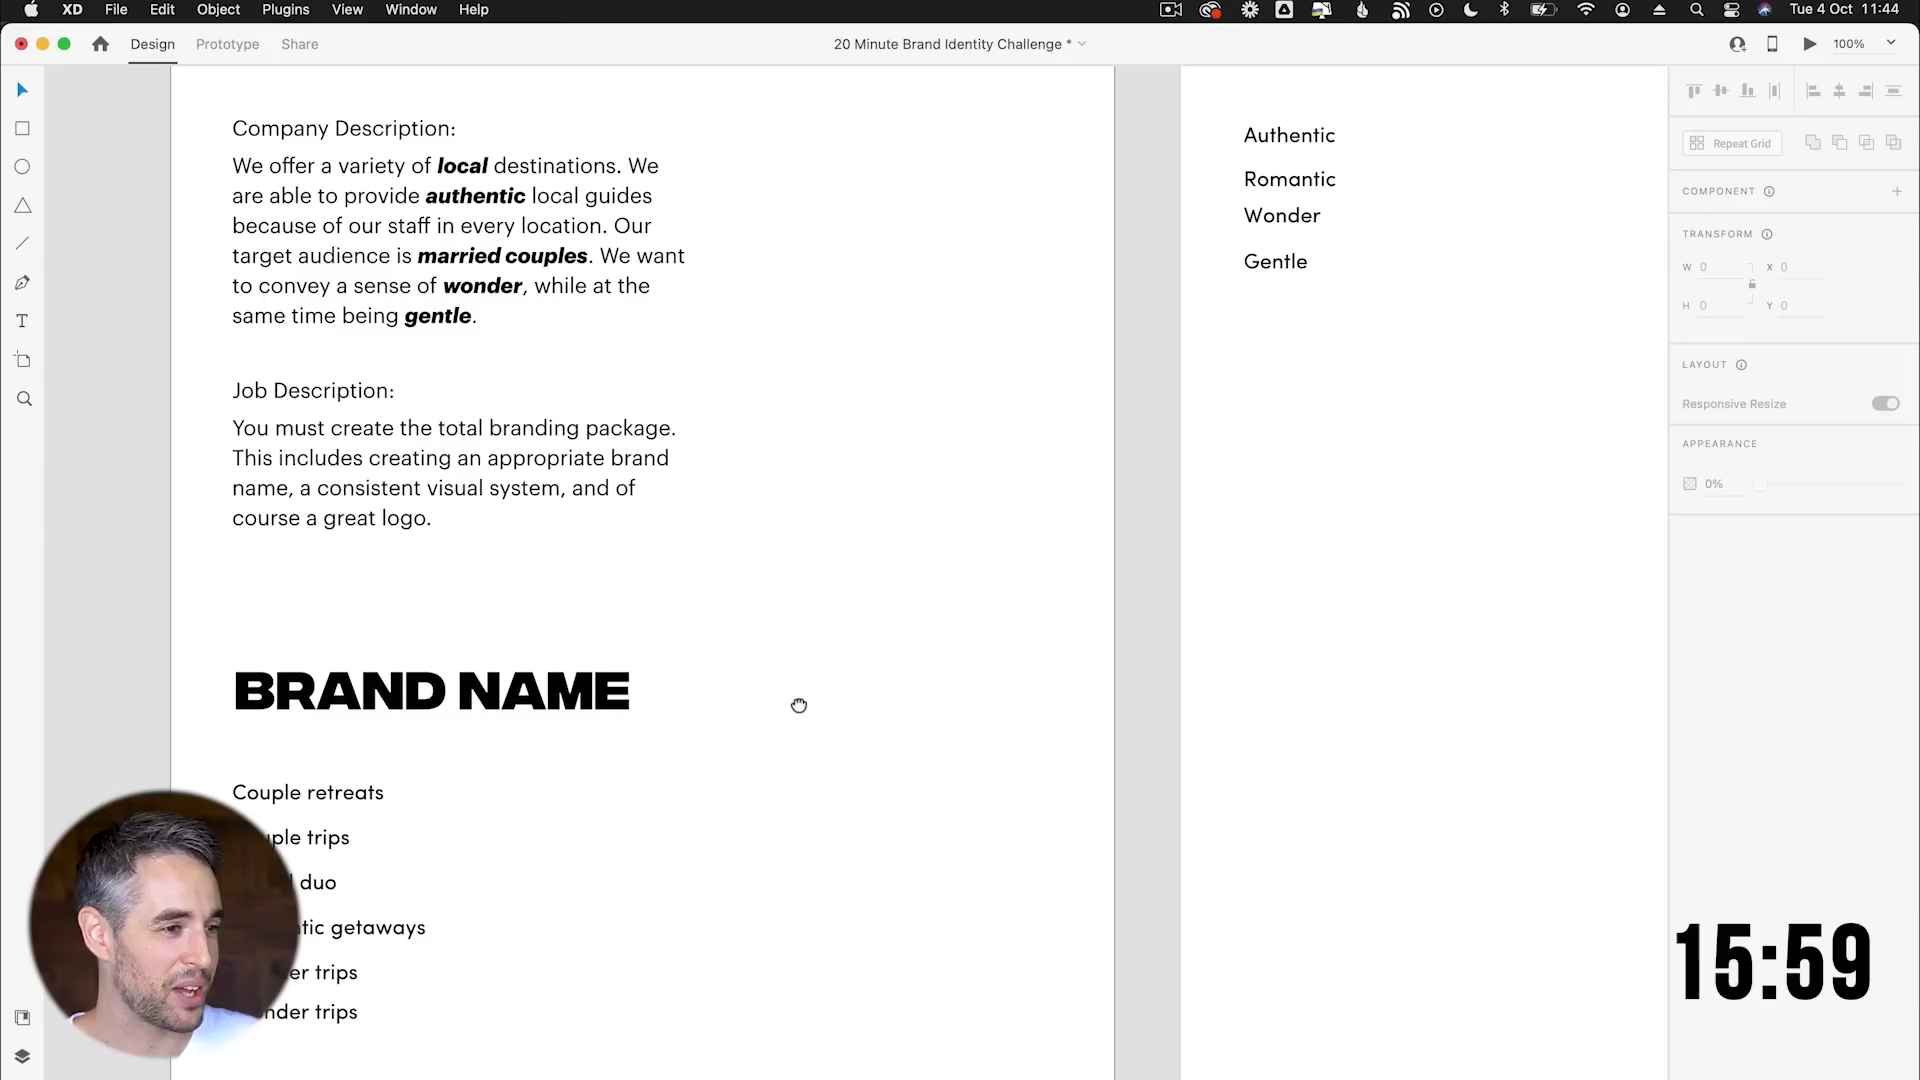 XD File Edit Object Plugins View Window Help Tue 4 Oct 11:44
Design Prototype Share 20 Minute Brand Identity Challenge * 100%
Company Description:
We offer a variety of local destinations. We
are able to provide authentic local guides
because of our staff in every location. Our
target audience is married couples. We want
to convey a sense of wonder, while at the
same time being gentle.
Job Description:
You must create the total branding package.
This includes creating an appropriate brand
name, a consistent visual system, and of
course a great logo.
BRAND NAME
Couple retreats
trips
duo
getaways
trips
trips
Authentic
Romantic
Wonder
Gentle
Repeat Grid
COMPONENT
TRANSFORM
W 0 X 0
H 0 Y 0
LAYOUT
Responsive Resize
APPEARANCE
0%
15:59